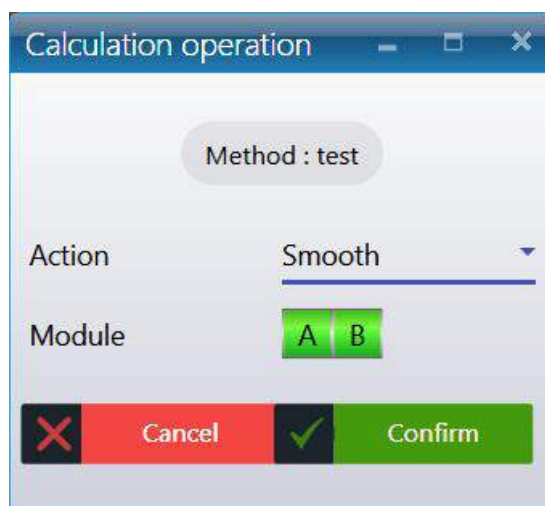 Calculation operation
Method : test
Action Smooth
Module A B
Cancel Confirm